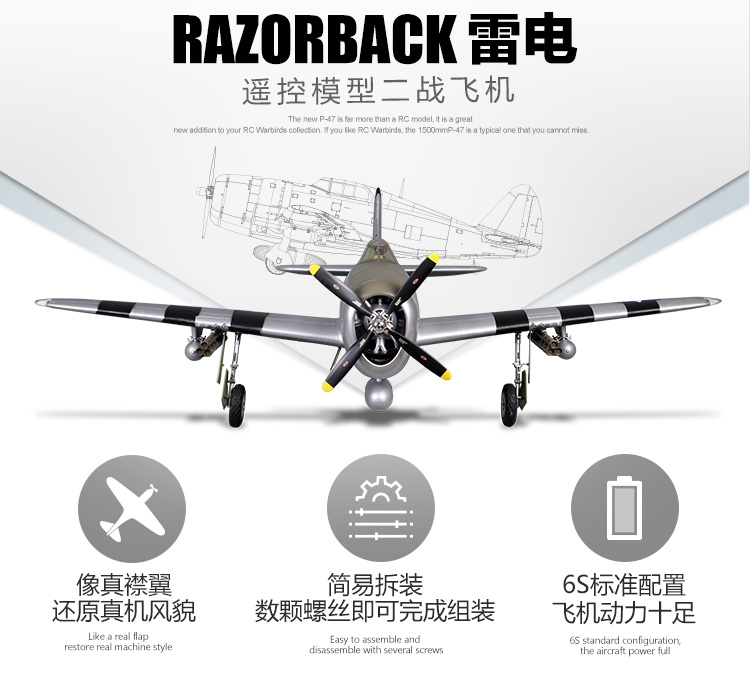 RAZORBACK 雷电
遥控模型二战飞机
The new P-47 is far more than a RC model, it is a great
new addition to your RC Warbirds collection. If you like RC Warbirds, the 1500mmP-47 is a typical one that you cannot miss.
像真襟翼
还原真机风貌
Like a real flap
restore real machine style
简易拆装
数颗螺丝即可完成组装
Easy to assemble and
disassemble with several screws
6S标准配置
飞机动力十足
6S standard configuration,
the aircraft power full